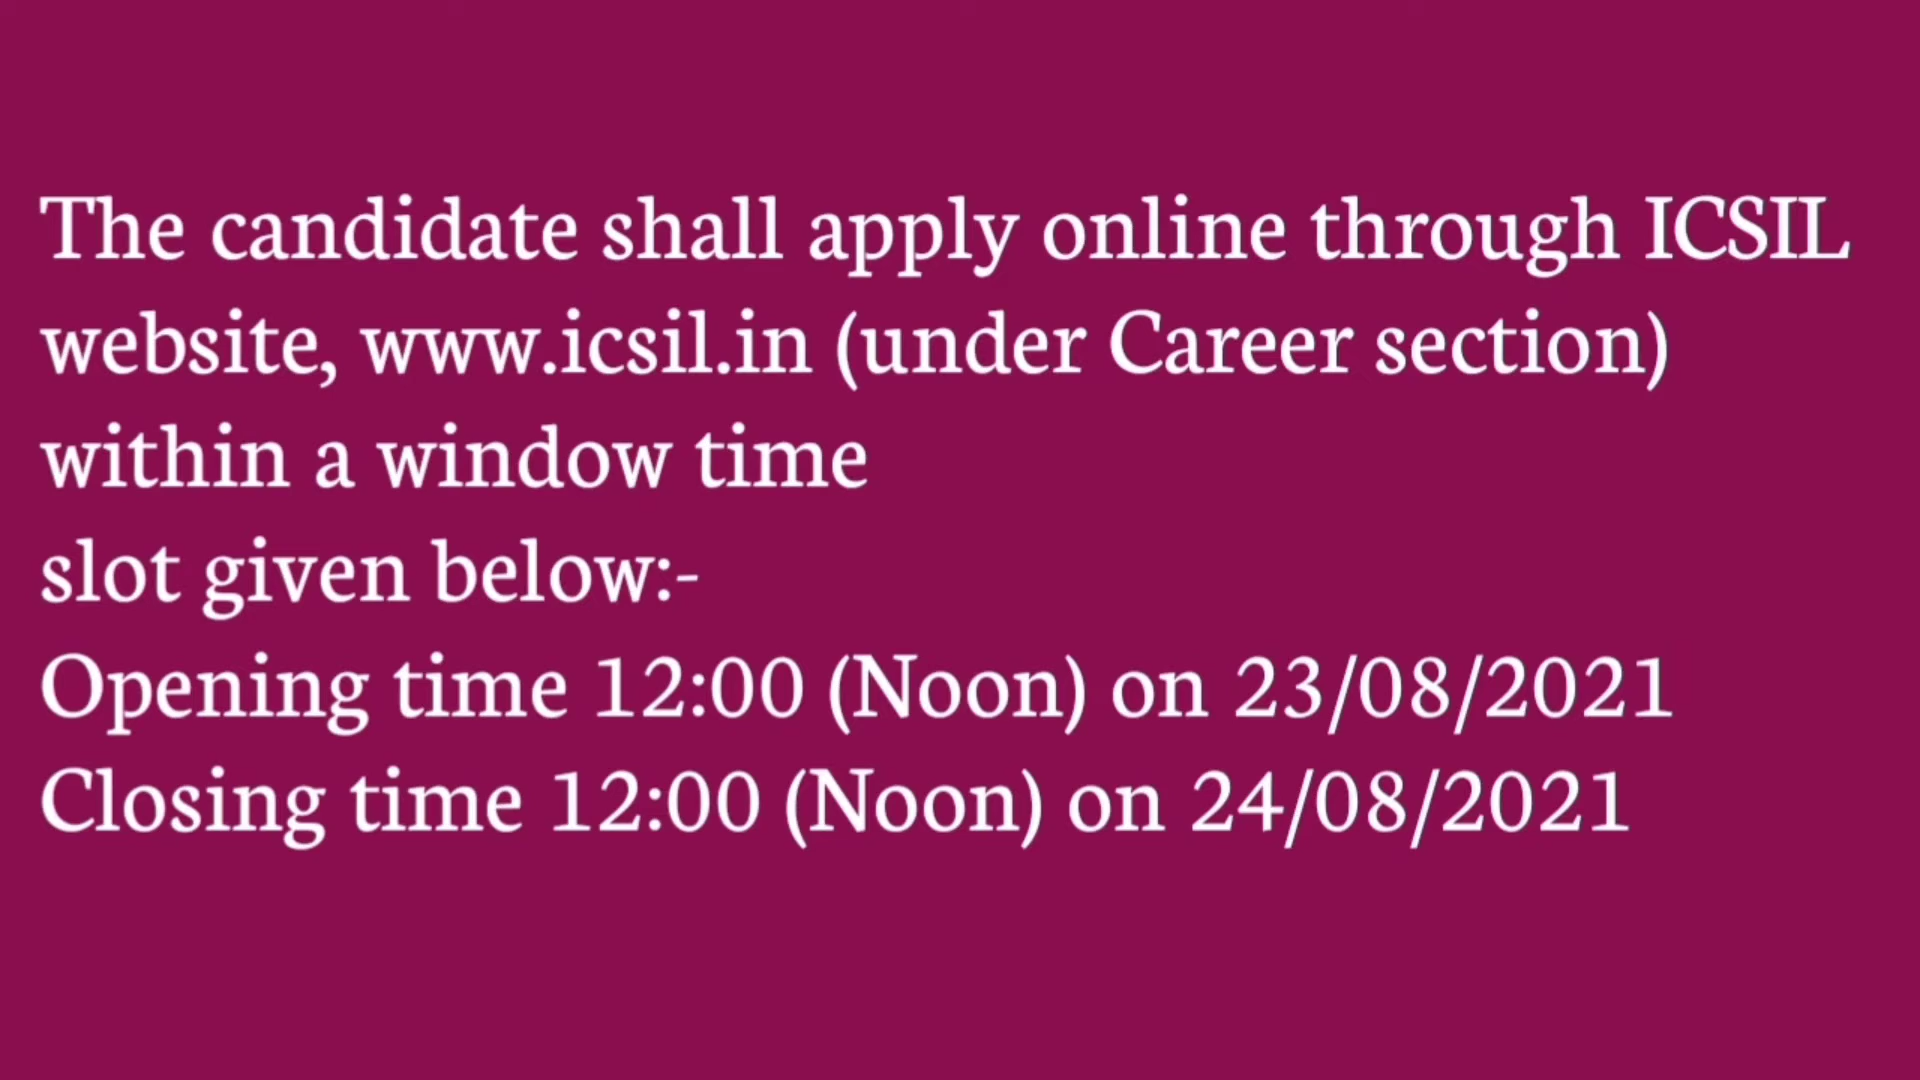 The candidate shall apply online through ICSIL
website, www.icsil.in (under Career section)
within a window time
slot given below:-
Opening time 12:00 (Noon) on 23/08/2021
Closing time 12:00 (Noon) on 24/08/2021